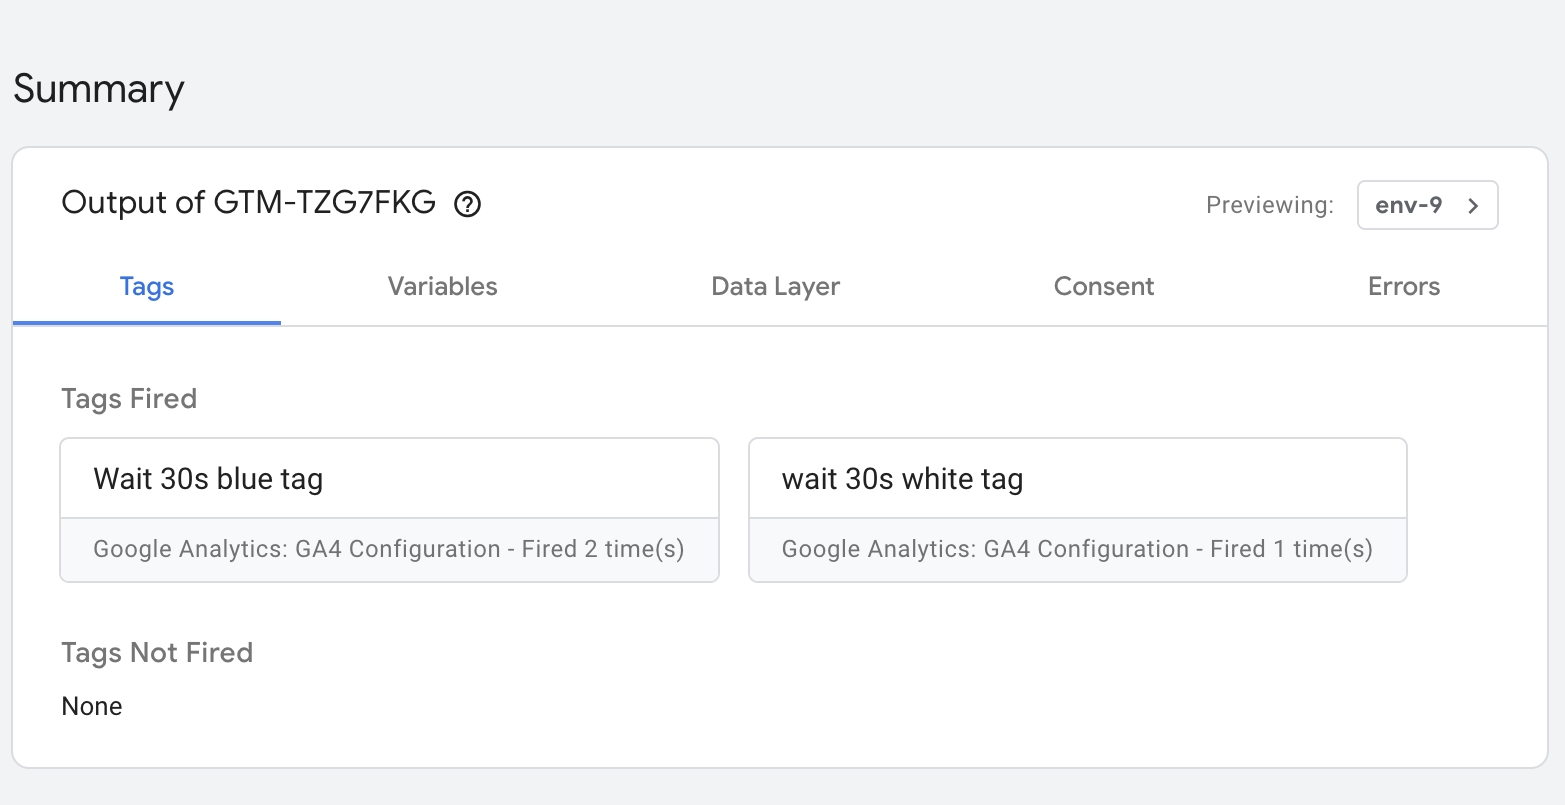 Summary
Output of GTM-TZG7FKG
Previewing: env-9
Tags Variables Data Layer Consent Errors
Tags Fired
Wait 30s blue tag
Google Analytics: GA4 Configuration - Fired 2 time(s)
wait 30s white tag
Google Analytics: GA4 Configuration - Fired 1 time(s)
Tags Not Fired
None